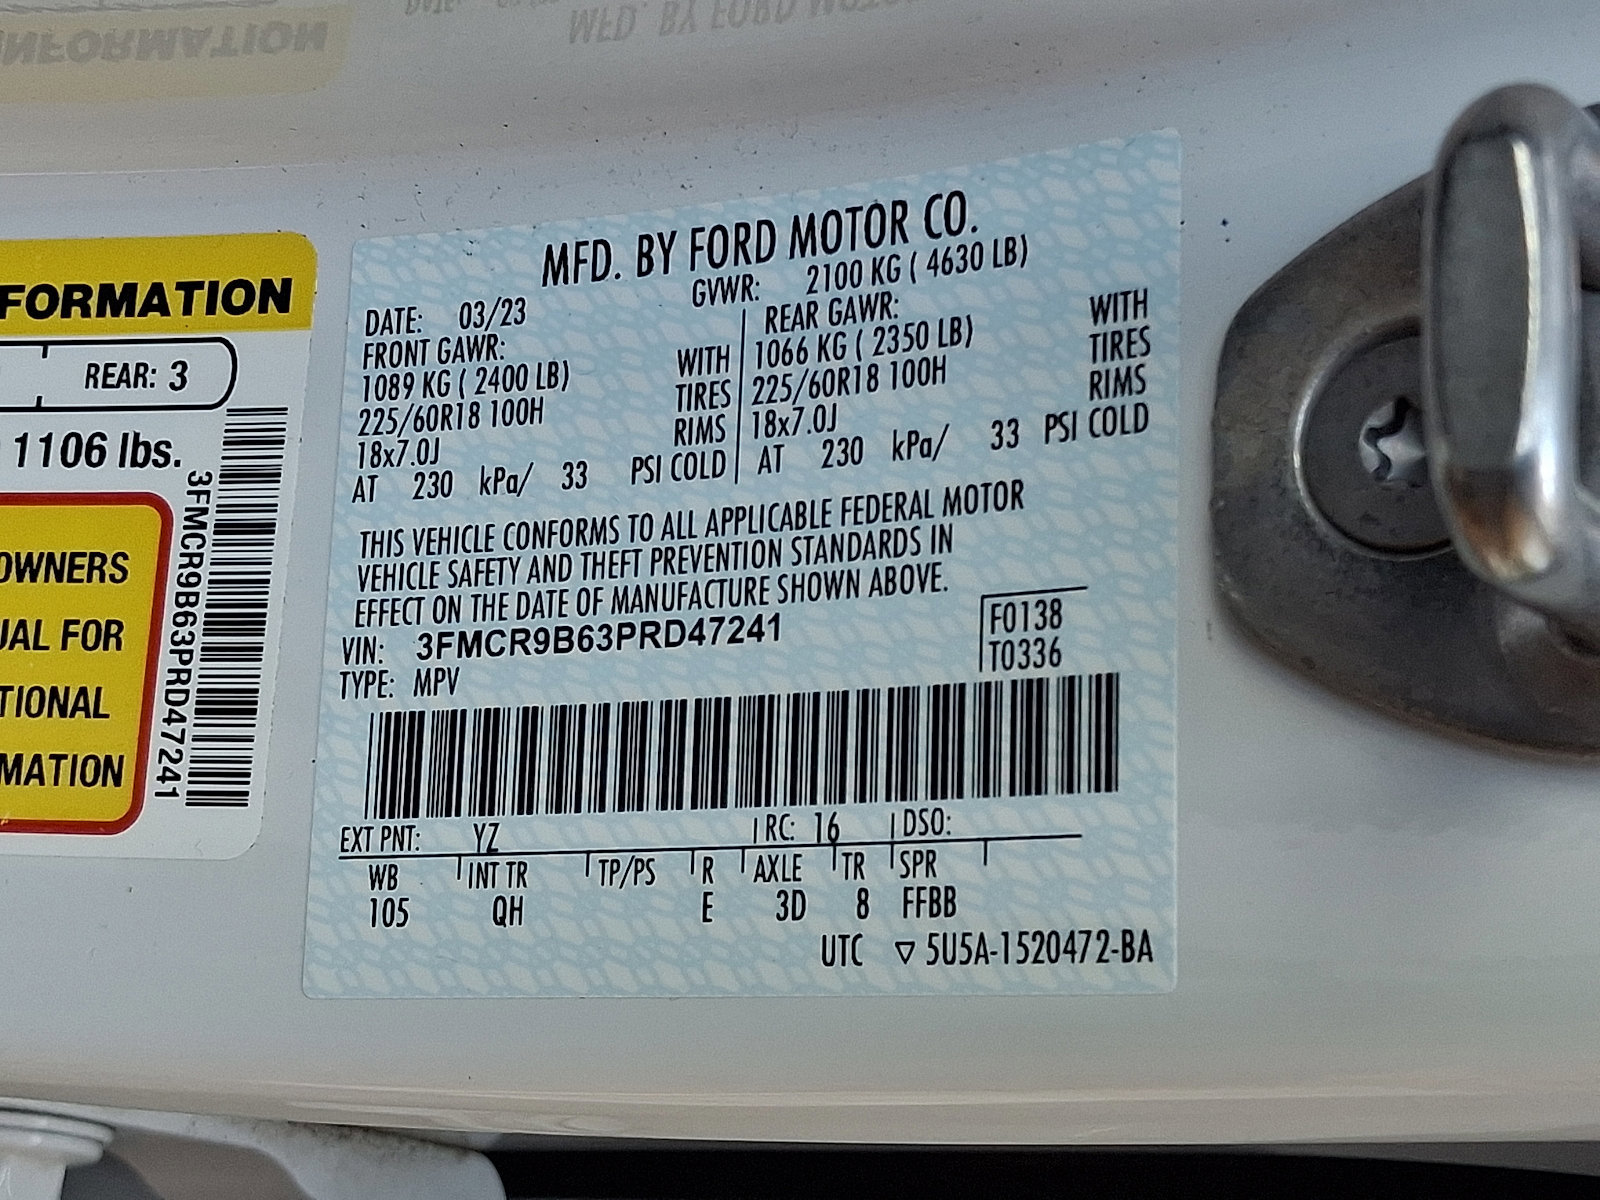 INFORMATION
MFD. BY FORD MOTOR
FORMATION
REAR: 3
1106 lbs.
OWNERS
UAL FOR
TIONAL
MATION
3FMCR9B63PRD47241
MFD. BY FORD MOTOR CO.
DATE: 03/23 GVWR: 2100 KG ( 4630 LB)
FRONT GAWR: REAR GAWR:
1089 KG ( 2400 LB) WITH 1066 KG ( 2350 LB) WITH
225/60R18 100H TIRES 225/60R18 100H TIRES
18x7.0J RIMS 18x7.0J RIMS
AT 230 kPa/ 33 PSI COLD AT 230 kPa/ 33 PSI COLD
THIS VEHICLE CONFORMS TO ALL APPLICABLE FEDERAL MOTOR
VEHICLE SAFETY AND THEFT PREVENTION STANDARDS IN
EFFECT ON THE DATE OF MANUFACTURE SHOWN ABOVE.
VIN: 3FMCR9B63PRD47241 F0138
TYPE: MPV T0336
EXT PNT: YZ RC: 16 DSO:
WB INT TR TP/PS R AXLE TR SPR
105 QH E 3D 8 FFBB
UTC ▽ 5U5A-1520472-BA